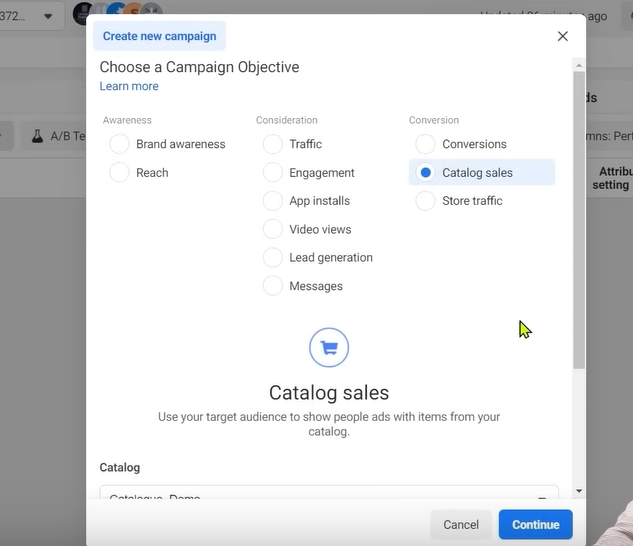 372...
Updated 26 minutes ago
Create new campaign
Choose a Campaign Objective
Learn more
ds
Awareness
Consideration
Conversion
A/B Te
mns: Perf
Brand awareness
Traffic
Conversions
Reach
Engagement
Catalog sales
Attribu
setting
App installs
Store traffic
Video views
Lead generation
Messages
Catalog sales
Use your target audience to show people ads with items from your
catalog.
Catalog
Catalogue_Demo
Cancel
Continue